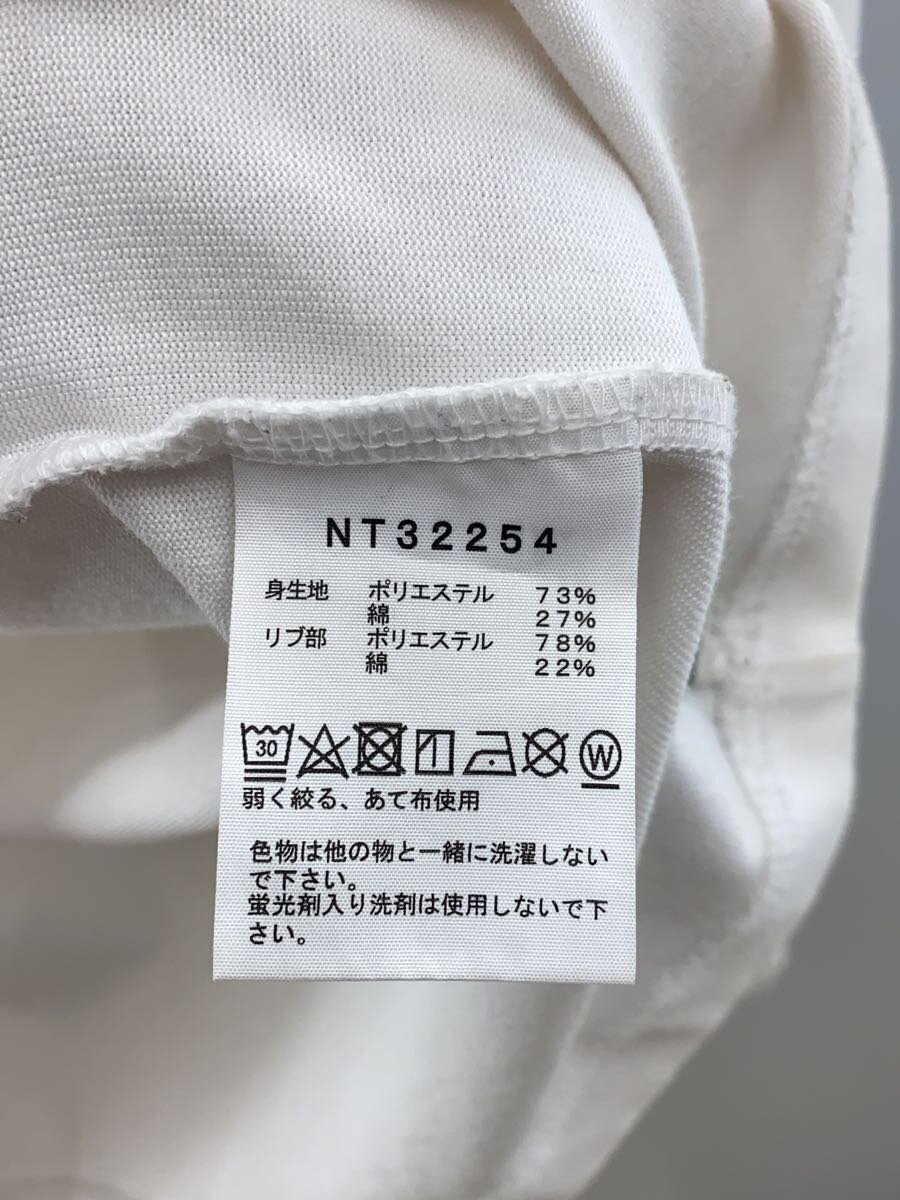 NT32254
身生地 ポリエステル 73%
綿 27%
リブ部 ポリエステル 78%
綿 22%
30 W
弱く絞る、あて布使用
色物は他の物と一緒に洗濯しない
で下さい。
蛍光剤入り洗剤は使用しないで下
さい。